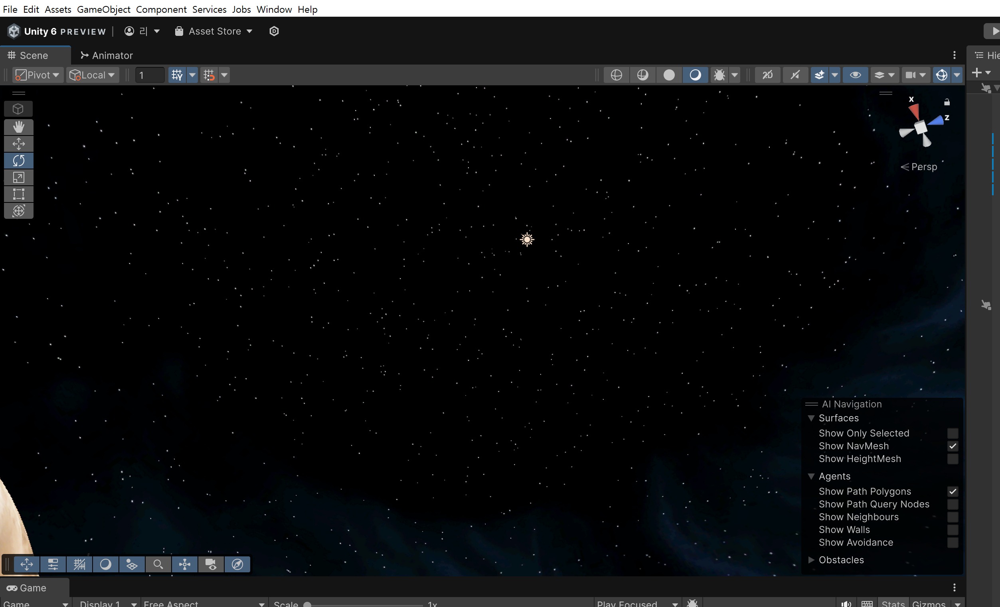 File Edit Assets GameObject Component Services Jobs Window Help
Unity 6 PREVIEW 리 Asset Store
Scene Animator
Hie
Pivot Local 1 2D
X
Z
Persp
AI Navigation
Surfaces
Show Only Selected
Show NavMesh
Show HeightMesh
Agents
Show Path Polygons
Show Path Query Nodes
Show Neighbours
Show Walls
Show Avoidance
Obstacles
Game
Game Display 1 Free Aspect Scale 1x Play Focused Stats Gizmos